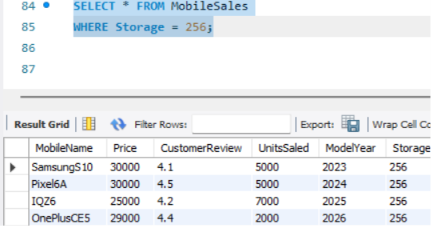 84 SELECT * FROM MobileSales
85 WHERE Storage = 256;
86
87
Result Grid Filter Rows: Export: Wrap Cell Co
MobileName Price CustomerReview UnitsSaled ModelYear Storage
SamsungS10 30000 4.1 5000 2023 256
Pixel6A 30000 4.5 5000 2024 256
IQZ6 25000 4.2 7000 2025 256
OnePlusCE5 29000 4.4 2000 2026 256